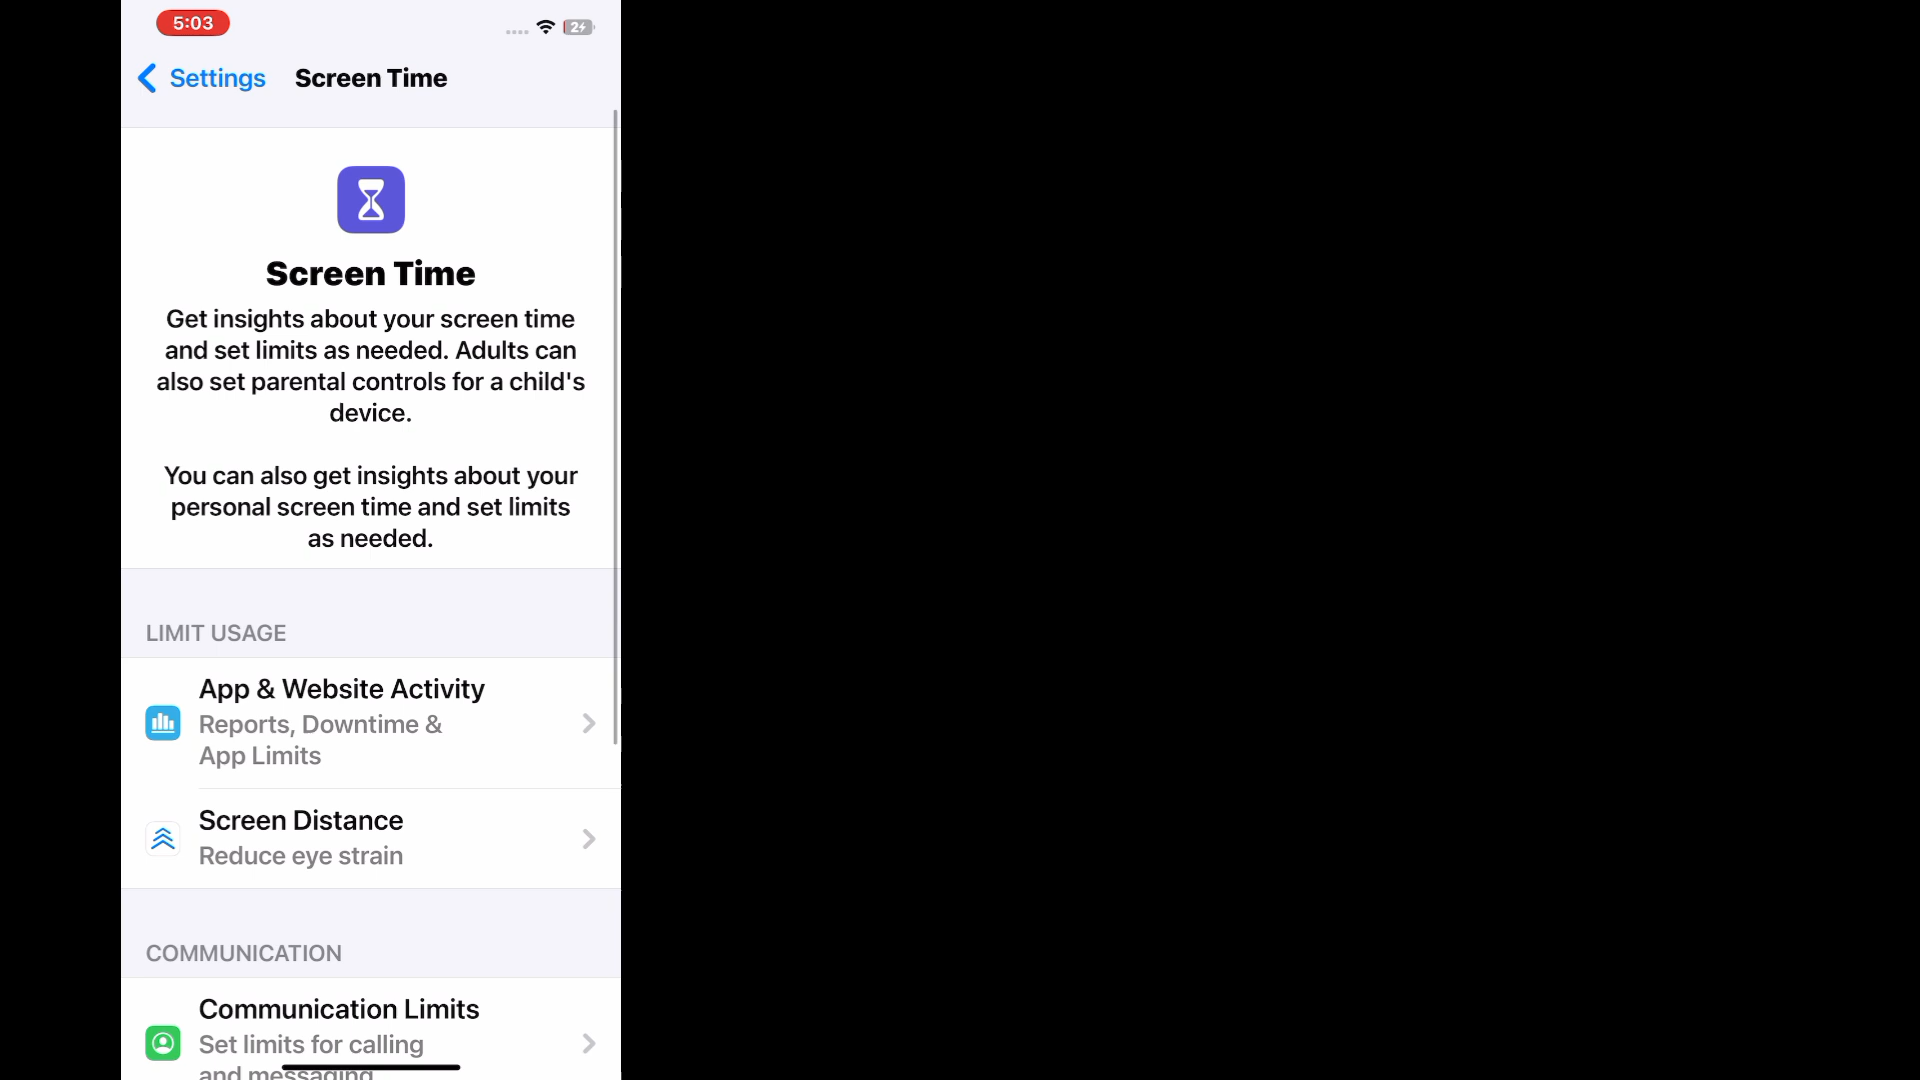 5:03
2
Settings
Screen Time
Screen Time
Get insights about your screen time
and set limits as needed. Adults can
also set parental controls for a child's
device.
You can also get insights about your
personal screen time and set limits
as needed.
LIMIT USAGE
App & Website Activity
Reports, Downtime &
App Limits
Screen Distance
Reduce eye strain
COMMUNICATION
Communication Limits
Set limits for calling
and messaging